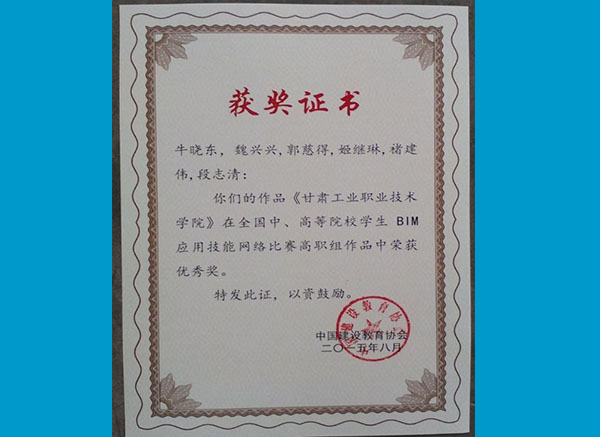 获奖证书
牛晓东，魏兴兴,郭慈得,姬继琳,褚建
伟,段志清：
你们的作品《甘肃工业职业技术
学院》在全国中、高等院校学生 BIM
应用技能网络比赛高职组作品中荣获
优秀奖。
特发此证，以资鼓励。
中国建设教育协会
二〇一五年八月